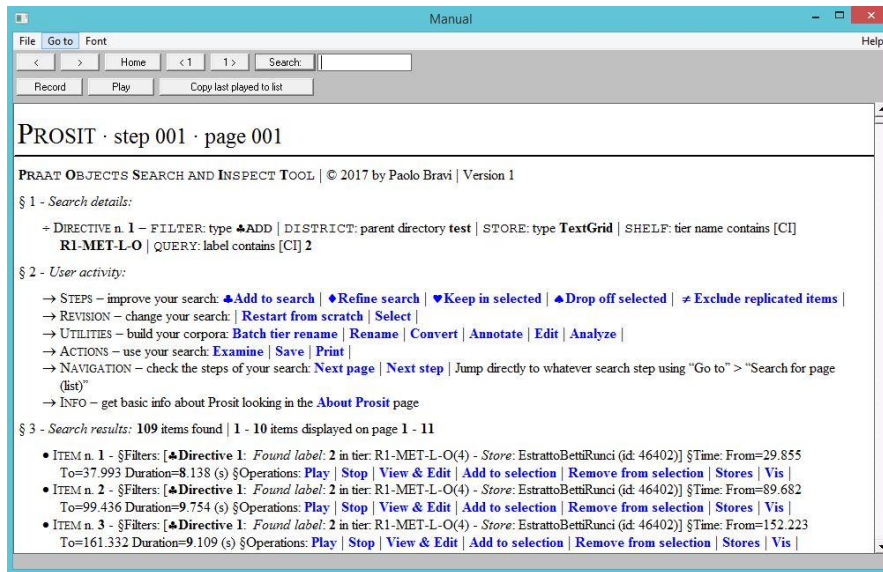 Manual
File Go to Font Help
< > Home < 1 1 > Search:
Record Play Copy last played to list
PROSIT · step 001 · page 001
PRAAT OBJECTS SEARCH AND INSPECT TOOL | © 2017 by Paolo Bravi | Version 1
§ 1 - Search details:
÷ DIRECTIVE n. 1 – FILTER: type ♣ADD | DISTRICT: parent directory test | STORE: type TextGrid | SHELF: tier name contains [CI]
R1-MET-L-O | QUERY: label contains [CI] 2
§ 2 - User activity:
→ STEPS – improve your search: ♣Add to search | ♦Refine search | ♥Keep in selected | ♠Drop off selected | ≠ Exclude replicated items |
→ REVISION – change your search: | Restart from scratch | Select |
→ UTILITIES – build your corpora: Batch tier rename | Rename | Convert | Annotate | Edit | Analyze |
→ ACTIONS – use your search: Examine | Save | Print |
→ NAVIGATION – check the steps of your search: Next page | Next step | Jump directly to whatever search step using “Go to” > “Search for page
(list)”
→ INFO – get basic info about Prosit looking in the About Prosit page
§ 3 - Search results: 109 items found | 1 - 10 items displayed on page 1 - 11
• ITEM n. 1 - §Filters: [♣Directive 1: Found label: 2 in tier: R1-MET-L-O(4) - Store: EstrattoBettiRunci (id: 46402)] §Time: From=29.855
To=37.993 Duration=8.138 (s) §Operations: Play | Stop | View & Edit | Add to selection | Remove from selection | Stores | Vis |
• ITEM n. 2 - §Filters: [♣Directive 1: Found label: 2 in tier: R1-MET-L-O(4) - Store: EstrattoBettiRunci (id: 46402)] §Time: From=89.682
To=99.436 Duration=9.754 (s) §Operations: Play | Stop | View & Edit | Add to selection | Remove from selection | Stores | Vis |
• ITEM n. 3 - §Filters: [♣Directive 1: Found label: 2 in tier: R1-MET-L-O(4) - Store: EstrattoBettiRunci (id: 46402)] §Time: From=152.223
To=161.332 Duration=9.109 (s) §Operations: Play | Stop | View & Edit | Add to selection | Remove from selection | Stores | Vis |